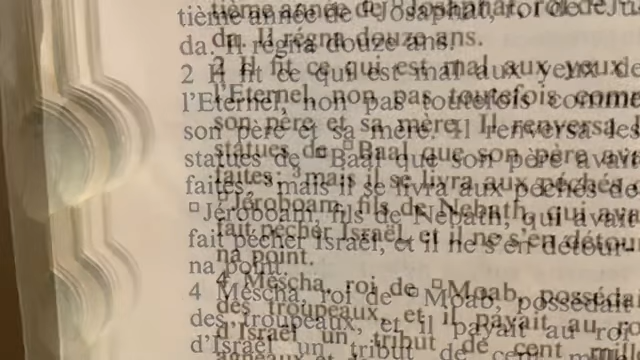 tième année de Josaphat, roi de Ju
da. Il régna douze ans.
2 Il fit ce qui est mal aux yeux de
l'Eternel, non pas toutefois comme
son père et sa mère. Il renversa les
statues de Baal que son père avait
faites; 3 mais il se livra aux péchés de
Jéroboam, fils de Nebath, qui avait
fait pécher Israël, et il ne s'en détour-
na point.
4 Méscha, roi de Moab, possédait
des troupeaux, et il payait au roi
d'Israël un tribut de cent mill
agneaux et